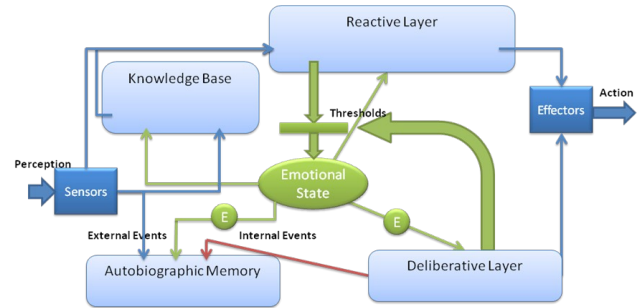 Reactive Layer
Knowledge Base
Thresholds
Action
Effectors
Perception
Sensors
Emotional
State
E
E
External Events
Internal Events
Autobiographic Memory
Deliberative Layer